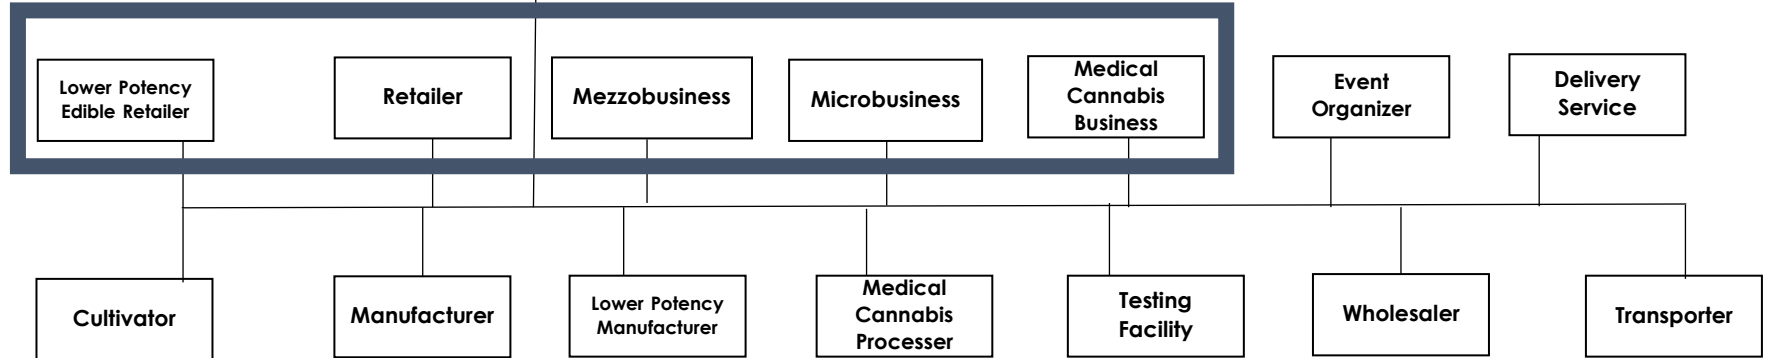 Lower Potency
Edible Retailer
Retailer
Mezzobusiness
Microbusiness
Medical
Cannabis
Business
Event
Organizer
Delivery
Service
Cultivator
Manufacturer
Lower Potency
Manufacturer
Medical
Cannabis
Processer
Testing
Facility
Wholesaler
Transporter